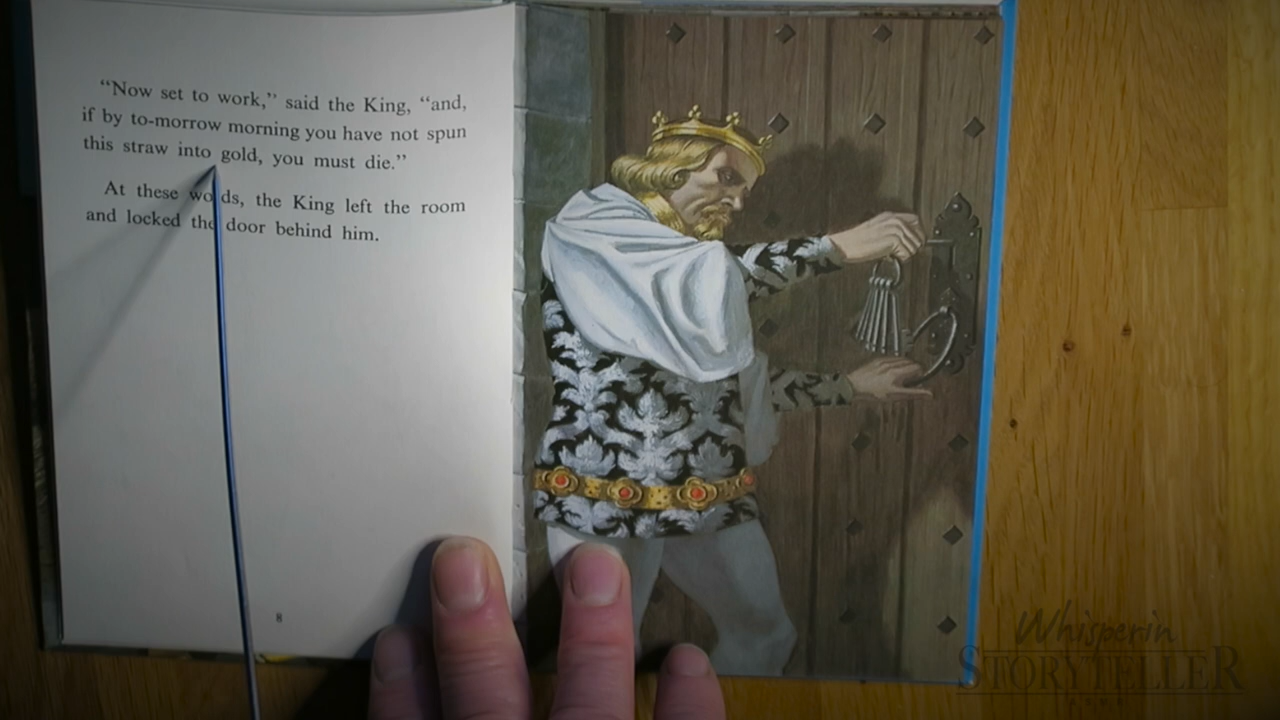 “Now set to work,” said the King, “and,
if by to-morrow morning you have not spun
this straw into gold, you must die.”
At these words, the King left the room
and locked the door behind him.
8
Whisperin
STORYTELLER